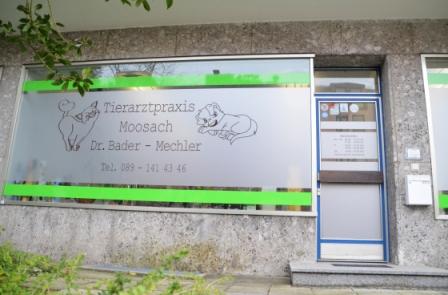 Tierarztpraxis
Moosach
Dr. Bader - Mechler
Tel. 089 - 141 43 46